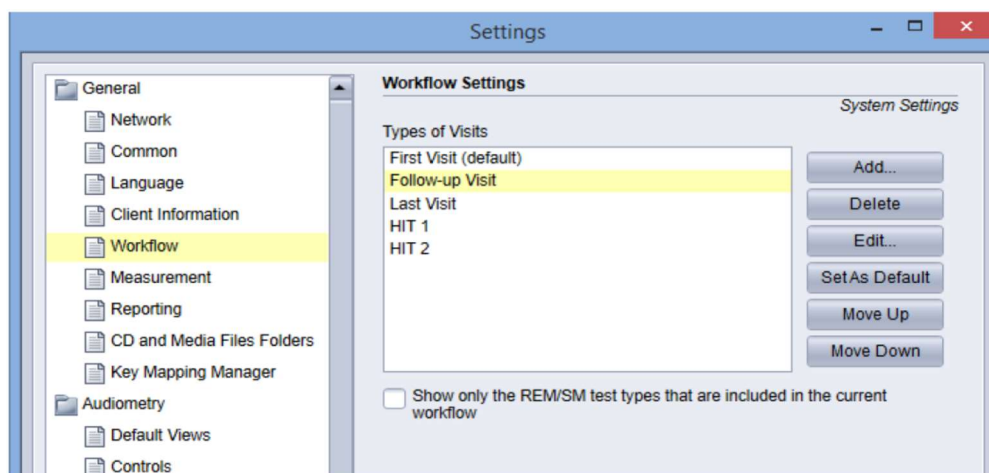 Settings
General
Network
Common
Language
Client Information
Workflow
Measurement
Reporting
CD and Media Files Folders
Key Mapping Manager
Audiometry
Default Views
Controls
Workflow Settings
System Settings
Types of Visits
First Visit (default)
Follow-up Visit
Last Visit
HIT 1
HIT 2
Add...
Delete
Edit...
Set As Default
Move Up
Move Down
Show only the REM/SM test types that are included in the current
workflow